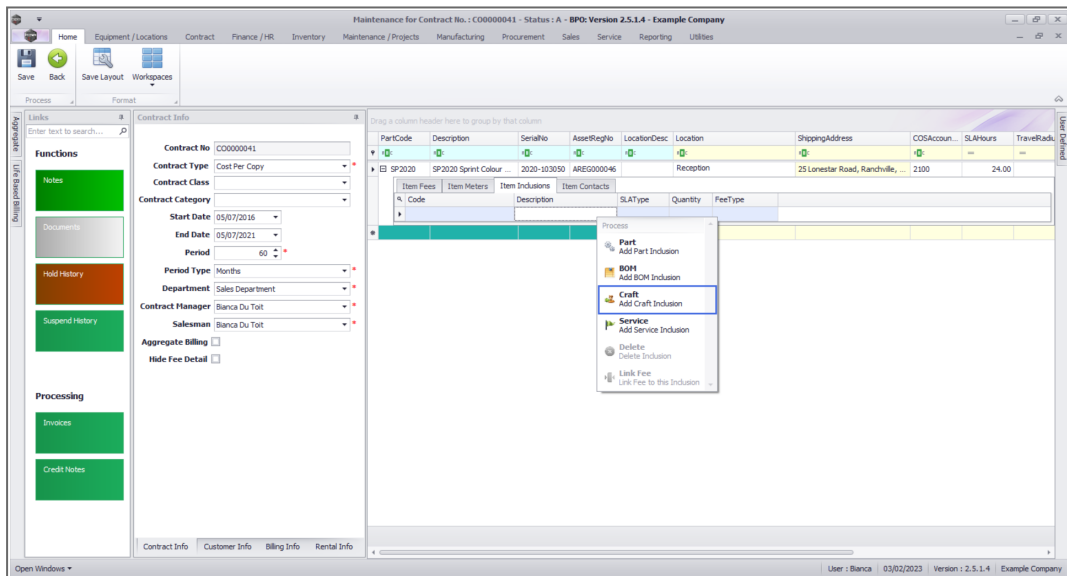 Maintenance for Contract No. : CO0000041 - Status : A - BPO: Version 2.5.1.4 - Example Company
Home Equipment / Locations Contract Finance / HR Inventory Maintenance / Projects Manufacturing Procurement Sales Service Reporting Utilities
Save Back Save Layout Workspaces
Process Format
Aggregate
Life Based Billing
Links
Enter text to search...
Functions
Notes
Documents
Hold History
Suspend History
Processing
Invoices
Credit Notes
Contract Info
Contract No CO0000041
Contract Type Cost Per Copy *
Contract Class
Contract Category
Start Date 05/07/2016
End Date 05/07/2021
Period 60 *
Period Type Months *
Department Sales Department *
Contract Manager Bianca Du Toit *
Salesman Bianca Du Toit *
Aggregate Billing
Hide Fee Detail
Contract Info Customer Info Billing Info Rental Info
Drag a column header here to group by that column
PartCode Description SerialNo AssetRegNo LocationDesc Location ShippingAddress COSAccoun... SLAHours TravelRadiu
SP2020 SP2020 Sprint Colour ... 2020-103050 AREG000046 Reception 25 Lonestar Road, Ranchville, ... 2100 24.00
Item Fees Item Meters Item Inclusions Item Contacts
Code Description SLAType Quantity FeeType
Process
Part
Add Part Inclusion
BOM
Add BOM Inclusion
Craft
Add Craft Inclusion
Service
Add Service Inclusion
Delete
Delete Inclusion
Link Fee
Link Fee to this Inclusion
User Defined
Open Windows
User : Bianca 03/02/2023 Version : 2.5.1.4 Example Company